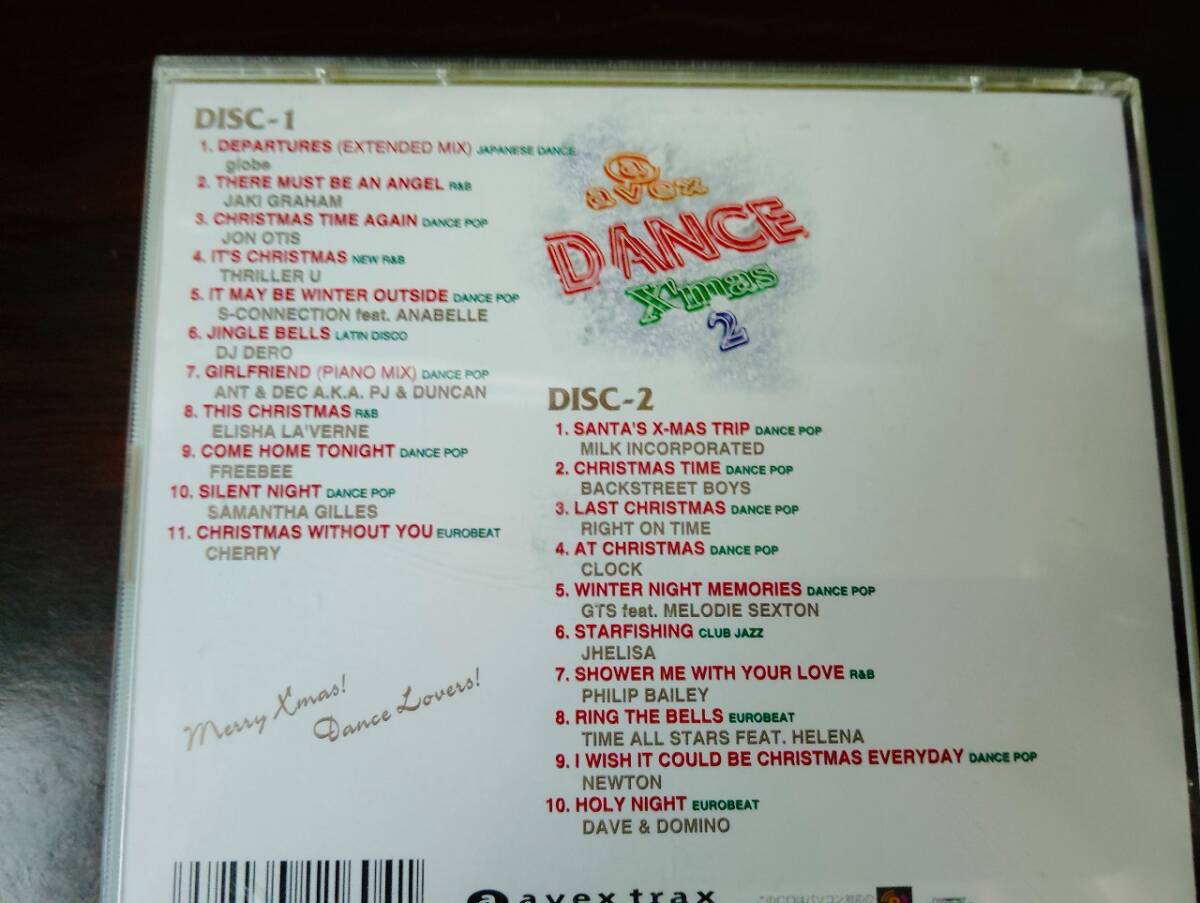 DISC-1
1. DEPARTURES (EXTENDED MIX) JAPANESE DANCE
globe
2. THERE MUST BE AN ANGEL R&B
JAKI GRAHAM
3. CHRISTMAS TIME AGAIN DANCE POP
JON OTIS
4. IT'S CHRISTMAS NEW R&B
THRILLER U
5. IT MAY BE WINTER OUTSIDE DANCE POP
S-CONNECTION feat. ANABELLE
6. JINGLE BELLS LATIN DISCO
DJ DERO
7. GIRLFRIEND (PIANO MIX) DANCE POP
ANT & DEC A.K.A. PJ & DUNCAN
8. THIS CHRISTMAS R&B
ELISHA LA'VERNE
9. COME HOME TONIGHT DANCE POP
FREEBEE
10. SILENT NIGHT DANCE POP
SAMANTHA GILLES
11. CHRISTMAS WITHOUT YOU EUROBEAT
CHERRY
Merry X'mas!
Dance Lovers!
a
avex
DANCE
X'mas
2
DISC-2
1. SANTA'S X-MAS TRIP DANCE POP
MILK INCORPORATED
2. CHRISTMAS TIME DANCE POP
BACKSTREET BOYS
3. LAST CHRISTMAS DANCE POP
RIGHT ON TIME
4. AT CHRISTMAS DANCE POP
CLOCK
5. WINTER NIGHT MEMORIES DANCE POP
GTS feat. MELODIE SEXTON
6. STARFISHING CLUB JAZZ
JHELISA
7. SHOWER ME WITH YOUR LOVE R&B
PHILIP BAILEY
8. RING THE BELLS EUROBEAT
TIME ALL STARS FEAT. HELENA
9. I WISH IT COULD BE CHRISTMAS EVERYDAY DANCE POP
NEWTON
10. HOLY NIGHT EUROBEAT
DAVE & DOMINO
a avex trax